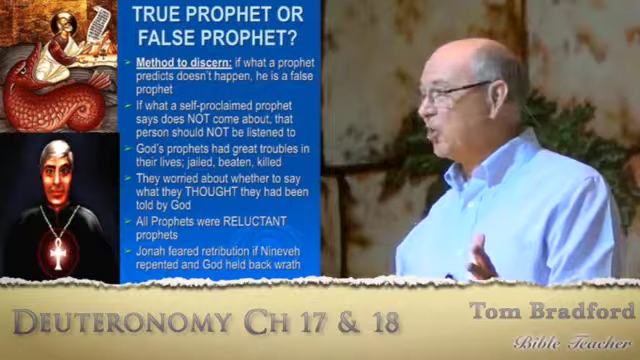 TRUE PROPHET OR
FALSE PROPHET?
Method to discern: if what a prophet
predicts doesn't happen, he is a false
prophet
If what a self-proclaimed prophet
says does NOT come about, that
person should NOT be listened to
God's prophets had great troubles in
their lives; jailed, beaten, killed
They worried about whether to say
what they THOUGHT they had been
told by God
All Prophets were RELUCTANT
prophets
Jonah feared retribution if Nineveh
repented and God held back wrath
DEUTERONOMY CH 17 & 18
Tom Bradford
Bible Teacher